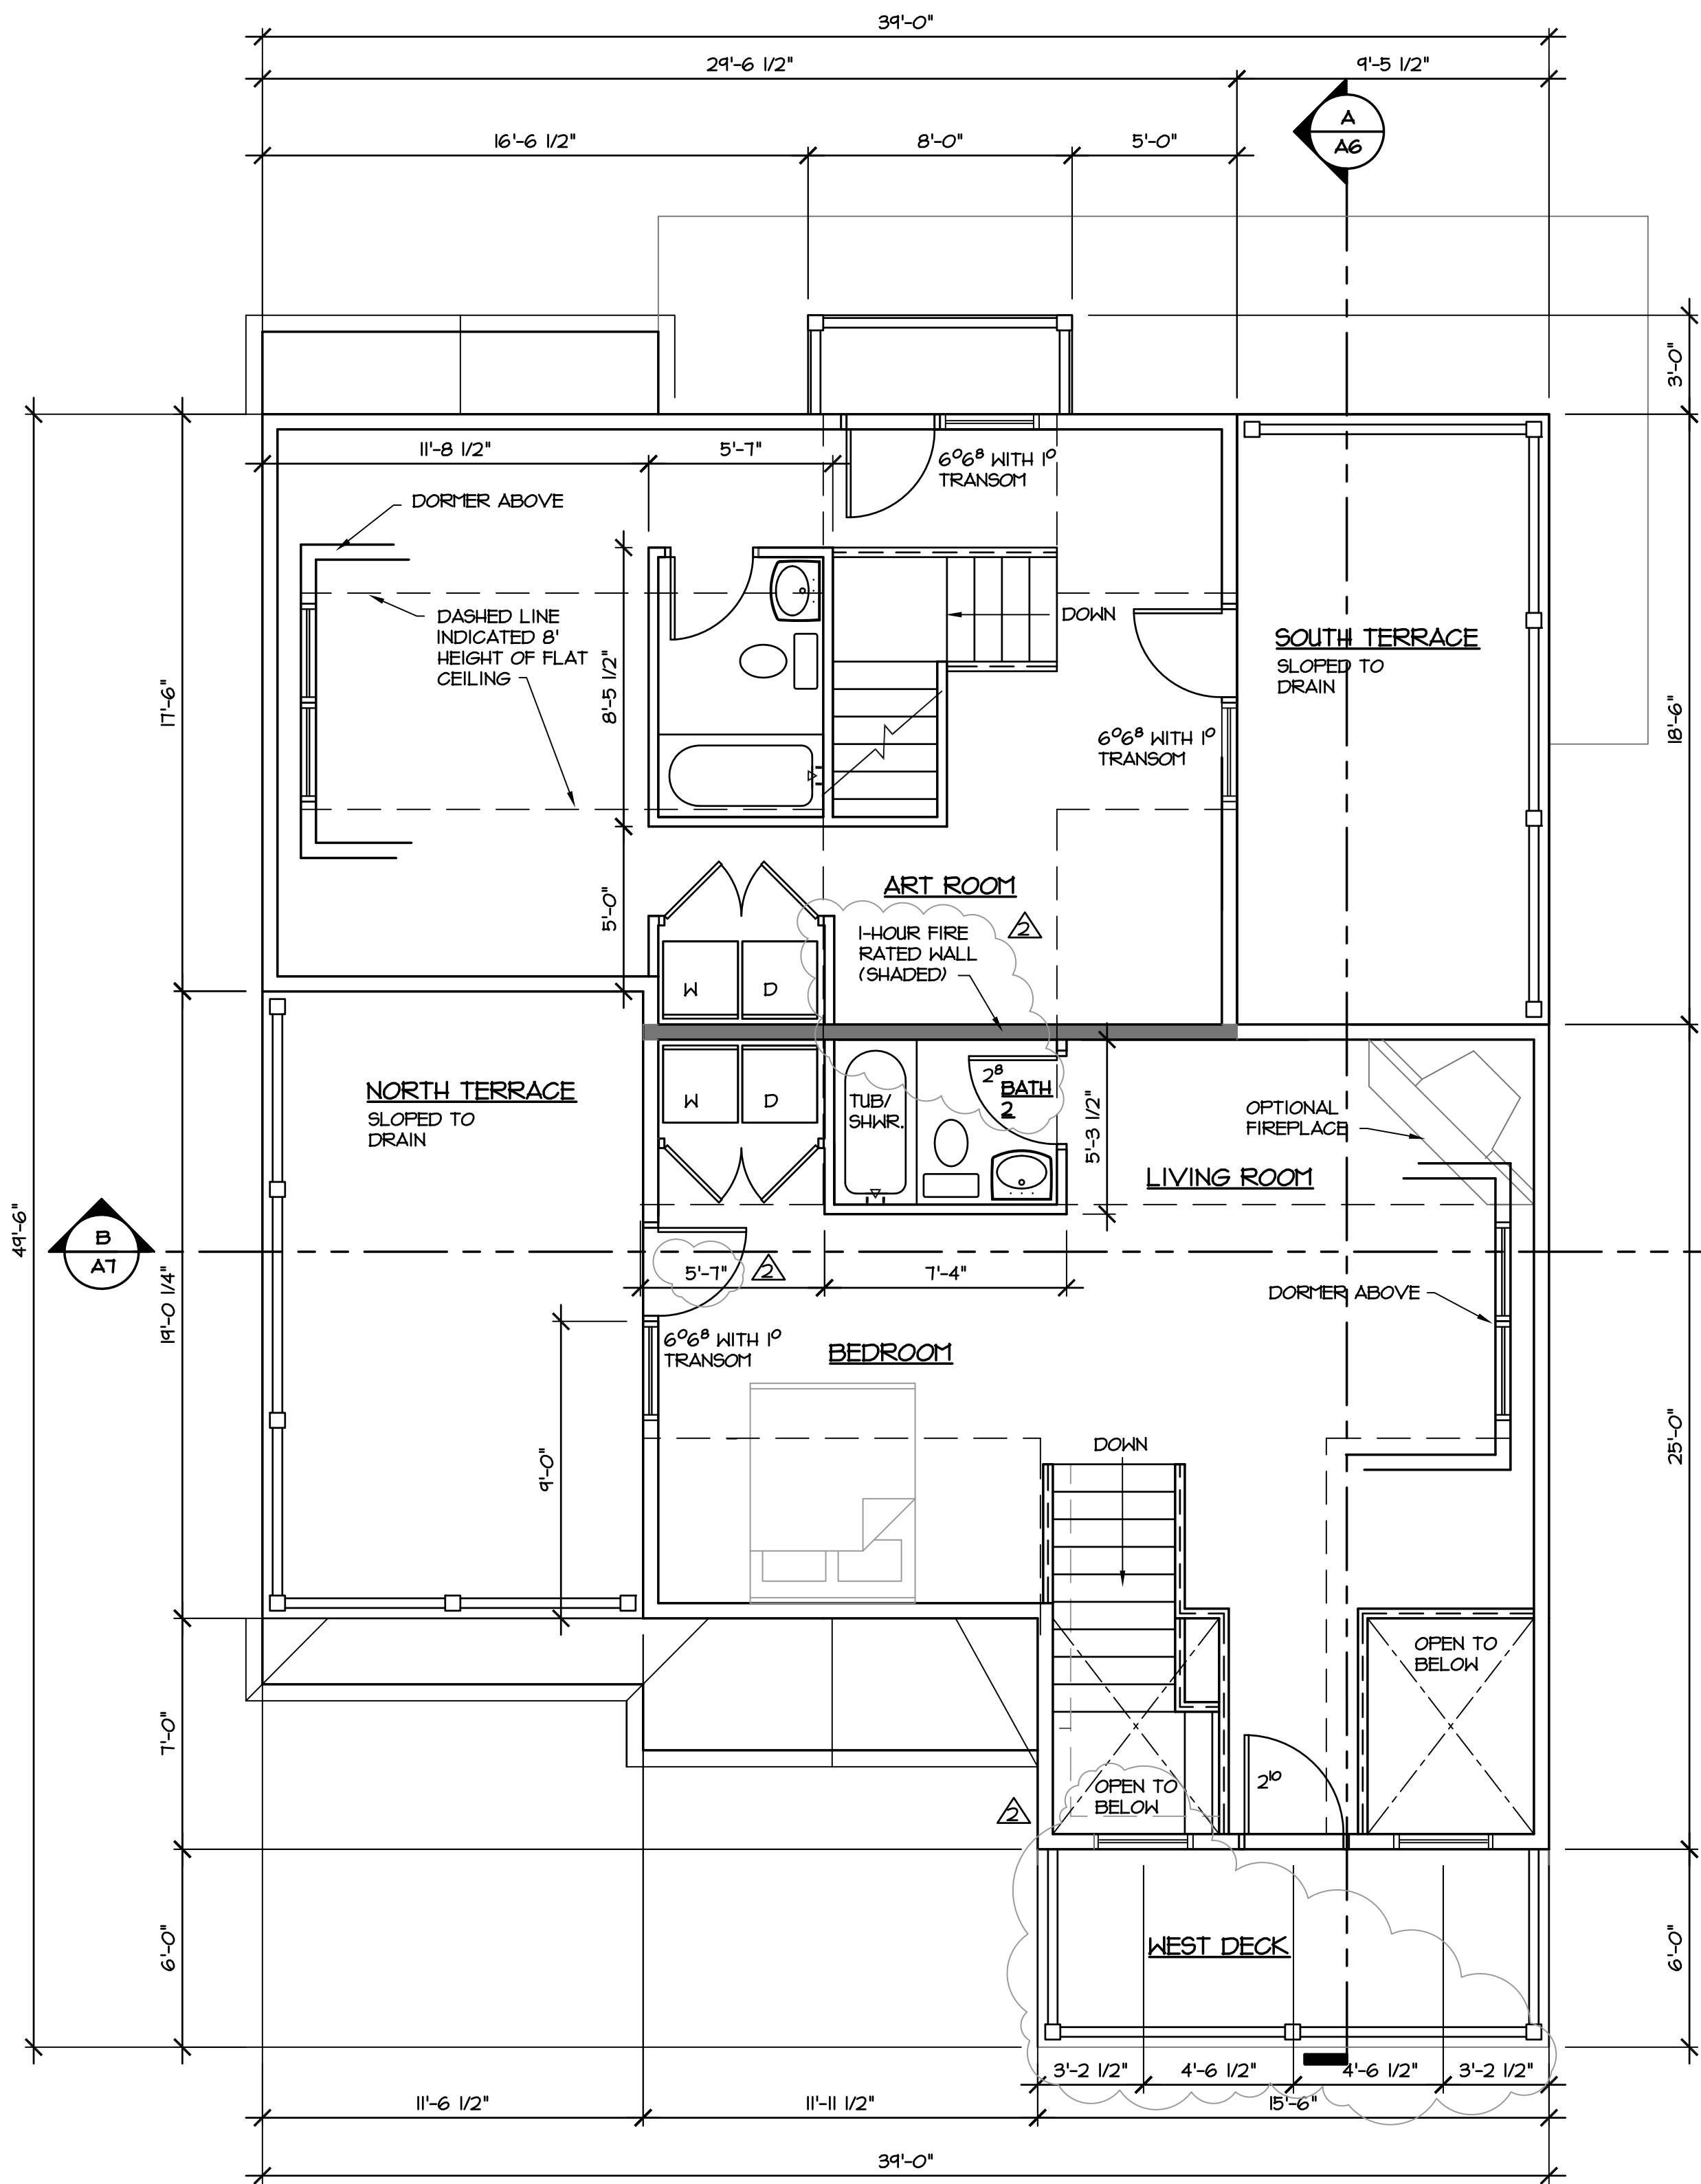 39'-0"
29'-6 1/2"
9'-5 1/2"
A
A6
16'-6 1/2"
8'-0"
5'-0"
3'-0"
11'-8 1/2"
5'-7"
6⁰6⁸ WITH 1⁰
TRANSOM
DORMER ABOVE
DASHED LINE
INDICATED 8'
HEIGHT OF FLAT
CEILING
8'-5 1/2"
DOWN
SOUTH TERRACE
SLOPED TO
DRAIN
17'-6"
18'-6"
6⁰6⁸ WITH 1⁰
TRANSOM
5'-0"
ART ROOM
1-HOUR FIRE
RATED WALL
(SHADED)
2
W
D
NORTH TERRACE
SLOPED TO
DRAIN
W
D
TUB/
SHWR.
2⁸
BATH
2
5'-3 1/2"
OPTIONAL
FIREPLACE
LIVING ROOM
49'-6"
B
A7
19'-0 1/4"
5'-7"
2
7'-4"
DORMER ABOVE
6⁰6⁸ WITH 1⁰
TRANSOM
BEDROOM
9'-0"
DOWN
25'-0"
OPEN TO
BELOW
7'-0"
2¹⁰
OPEN TO
BELOW
2
6'-0"
WEST DECK
6'-0"
3'-2 1/2"
4'-6 1/2"
4'-6 1/2"
3'-2 1/2"
11'-6 1/2"
11'-11 1/2"
15'-6"
39'-0"